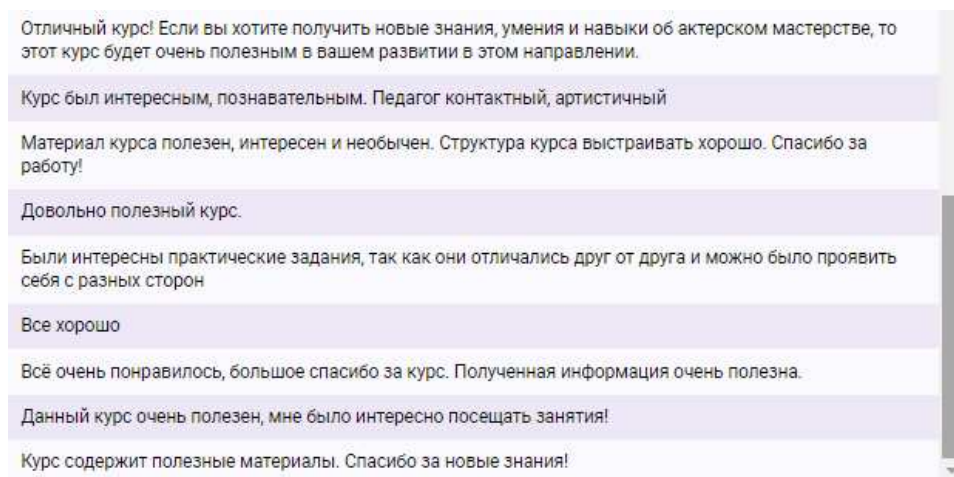 Отличный курс! Если вы хотите получить новые знания, умения и навыки об актерском мастерстве, то
этот курс будет очень полезным в вашем развитии в этом направлении.
Курс был интересным, познавательным. Педагог контактный, артистичный
Материал курса полезен, интересен и необычен. Структура курса выстраивать хорошо. Спасибо за
работу!
Довольно полезный курс.
Были интересны практические задания, так как они отличались друг от друга и можно было проявить
себя с разных сторон
Все хорошо
Всё очень понравилось, большое спасибо за курс. Полученная информация очень полезна.
Данный курс очень полезен, мне было интересно посещать занятия!
Курс содержит полезные материалы. Спасибо за новые знания!